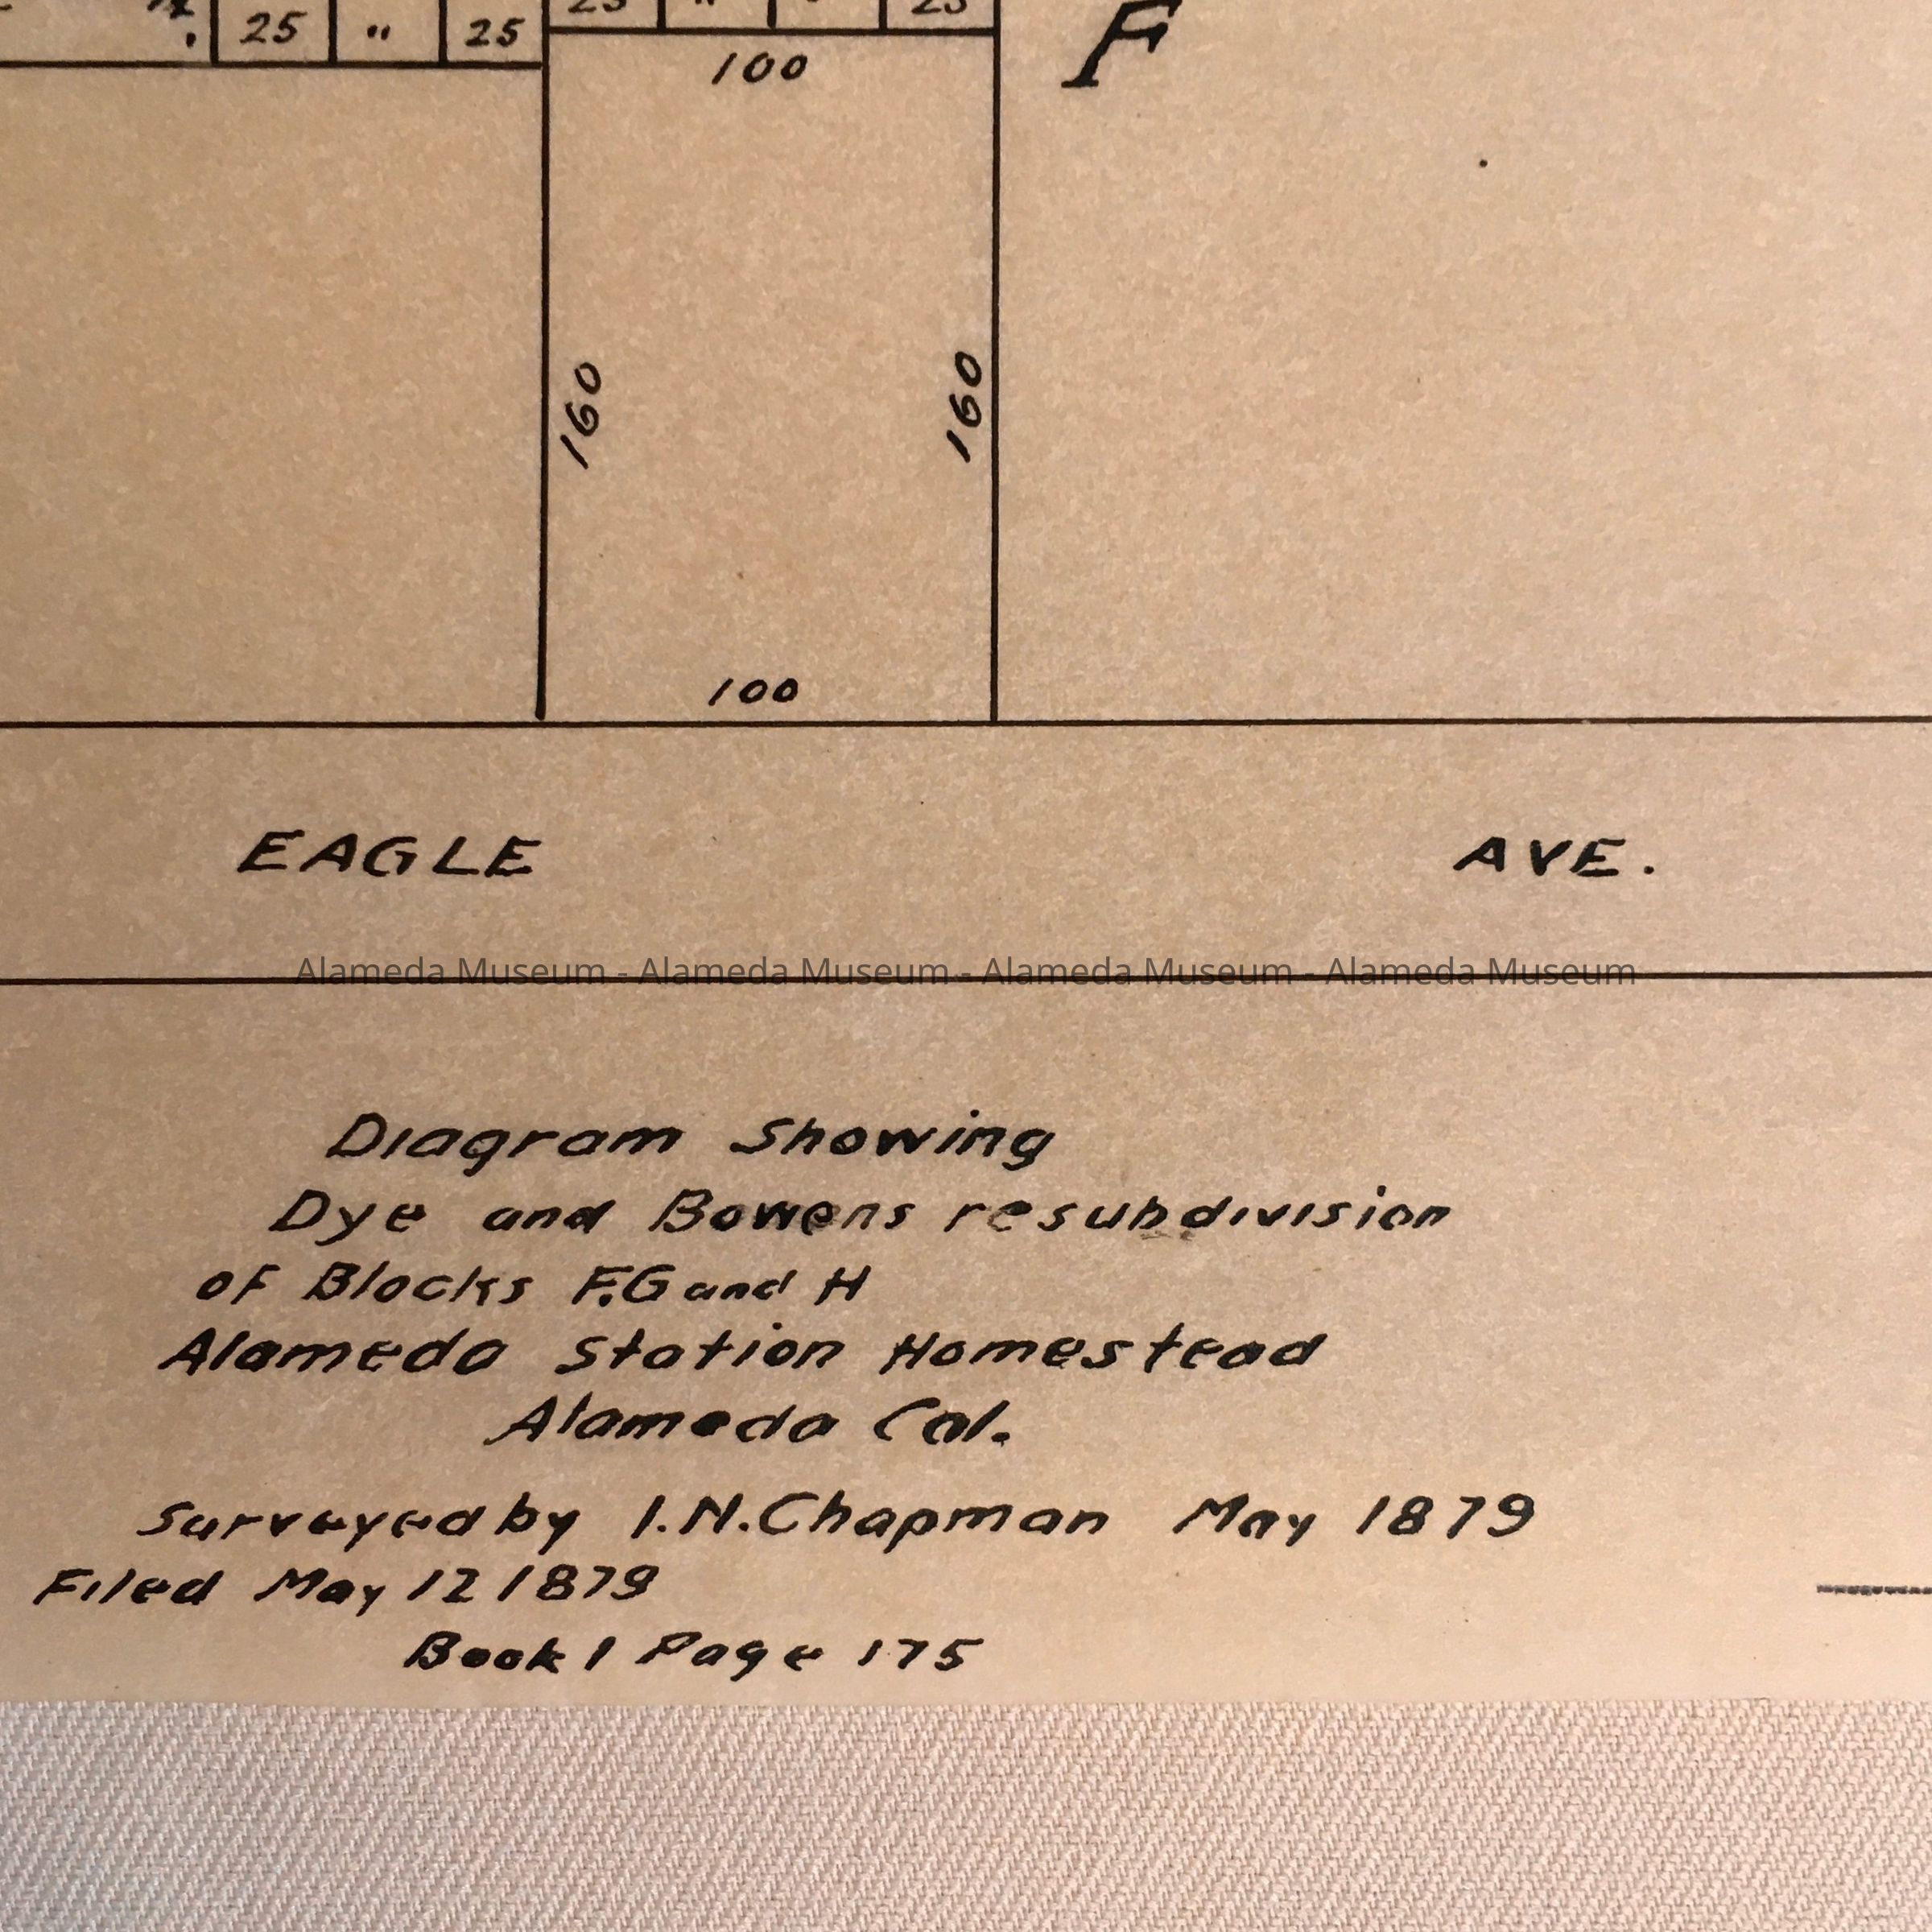 25 " 25
25 " " 25
100
F
160
160
100
EAGLE AVE.
Alameda Museum - Alameda Museum - Alameda Museum - Alameda Museum
Diagram Showing
Dye and Bowens resubdivision
of Blocks F.G and H
Alameda Station Homestead
Alameda Cal.
Surveyed by I.N.Chapman May 1879
Filed May 12 1879
Book 1 Page 175